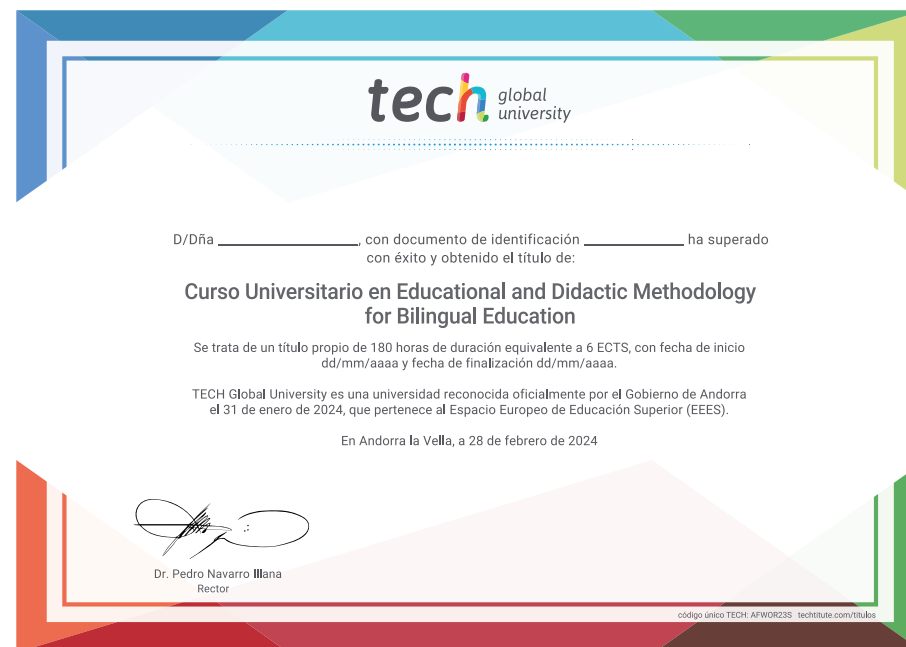 tech global university
D/Dña ________________, con documento de identificación ____________ ha superado
con éxito y obtenido el título de:
Curso Universitario en Educational and Didactic Methodology
for Bilingual Education
Se trata de un título propio de 180 horas de duración equivalente a 6 ECTS, con fecha de inicio
dd/mm/aaaa y fecha de finalización dd/mm/aaaa.
TECH Global University es una universidad reconocida oficialmente por el Gobierno de Andorra
el 31 de enero de 2024, que pertenece al Espacio Europeo de Educación Superior (EEES).
En Andorra la Vella, a 28 de febrero de 2024
Dr. Pedro Navarro Illana
Rector
código único TECH: AFWOR23S techtitute.com/titulos